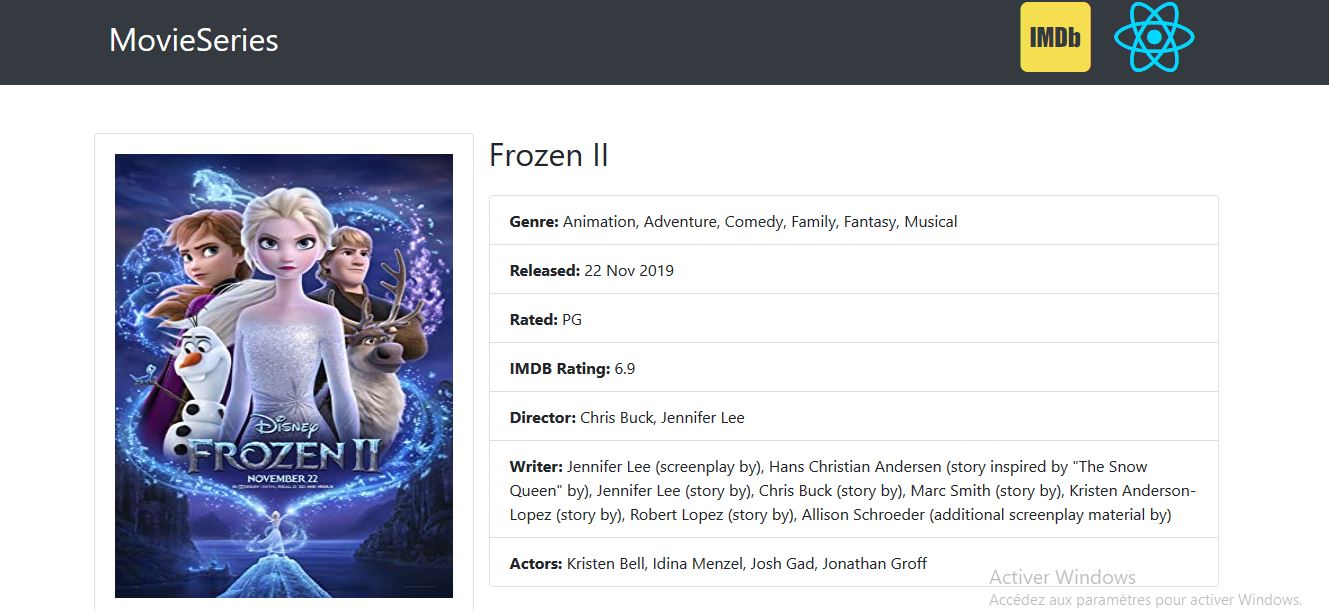 MovieSeries
IMDb
Frozen II
Genre: Animation, Adventure, Comedy, Family, Fantasy, Musical
Released: 22 Nov 2019
Rated: PG
IMDB Rating: 6.9
Director: Chris Buck, Jennifer Lee
Writer: Jennifer Lee (screenplay by), Hans Christian Andersen (story inspired by "The Snow
Queen" by), Jennifer Lee (story by), Chris Buck (story by), Marc Smith (story by), Kristen Anderson-
Lopez (story by), Robert Lopez (story by), Allison Schroeder (additional screenplay material by)
Actors: Kristen Bell, Idina Menzel, Josh Gad, Jonathan Groff
DISNEY
FROZEN II
NOVEMBER 22
Activer Windows
Accédez aux paramètres pour activer Windows.